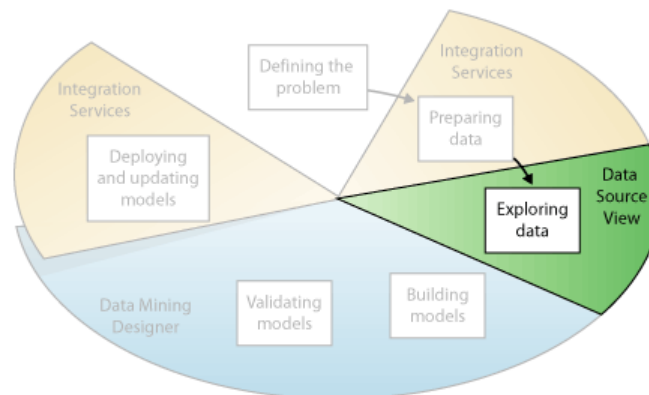 Defining the
problem
Integration
Services
Preparing
data
Data
Source
View
Exploring
data
Building
models
Validating
models
Data Mining
Designer
Integration
Services
Deploying
and updating
models